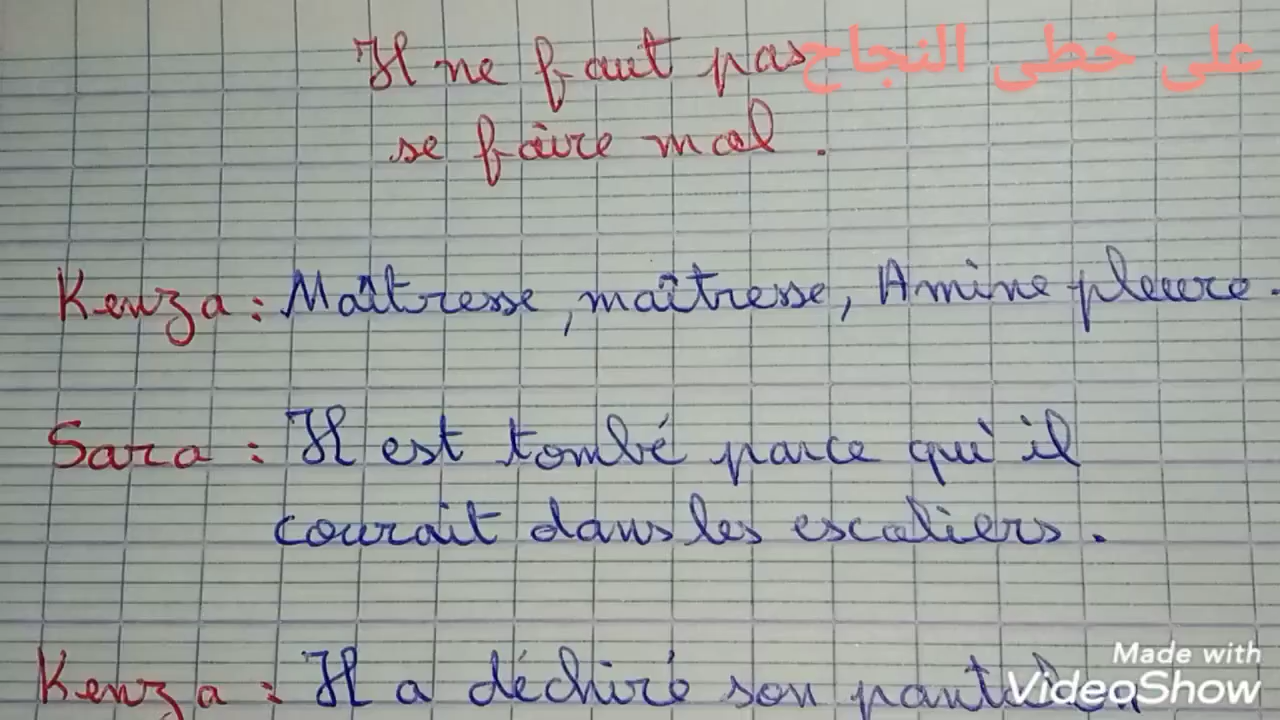 Il ne faut pas
على خطى النجاح
se faire mal.
Kenza : Maîtresse, maîtresse, Amine pleure.
Sara : Il est tombé parce qu'il
courait dans les escaliers.
Kenza : Il a déchiré son
Made with
VideoShow